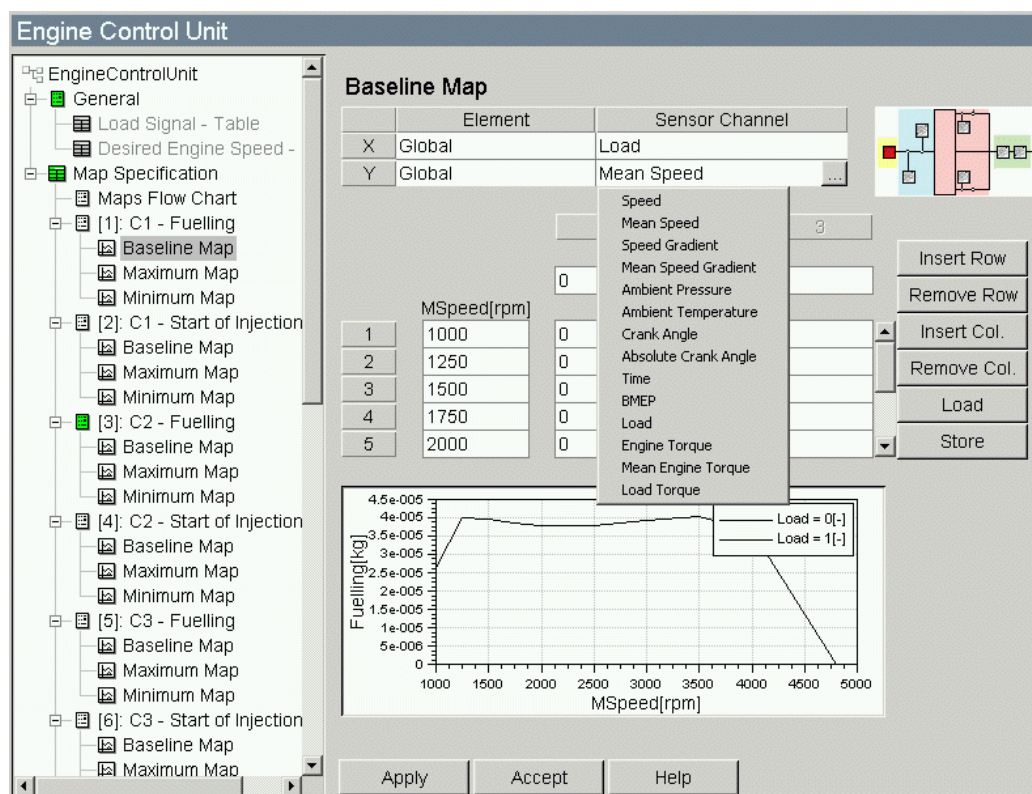 Engine Control Unit
EngineControlUnit
General
Load Signal - Table
Desired Engine Speed -
Map Specification
Maps Flow Chart
[1]: C1 - Fuelling
Baseline Map
Maximum Map
Minimum Map
[2]: C1 - Start of Injection
Baseline Map
Maximum Map
Minimum Map
[3]: C2 - Fuelling
Baseline Map
Maximum Map
Minimum Map
[4]: C2 - Start of Injection
Baseline Map
Maximum Map
Minimum Map
[5]: C3 - Fuelling
Baseline Map
Maximum Map
Minimum Map
[6]: C3 - Start of Injection
Baseline Map
Maximum Map
Baseline Map
Element Sensor Channel
X Global Load
Y Global Mean Speed ...
Speed
Mean Speed
Speed Gradient
Mean Speed Gradient
Ambient Pressure
Ambient Temperature
Crank Angle
Absolute Crank Angle
Time
BMEP
Load
Engine Torque
Mean Engine Torque
Load Torque
3
0
MSpeed[rpm]
1 1000 0
2 1250 0
3 1500 0
4 1750 0
5 2000 0
Insert Row
Remove Row
Insert Col.
Remove Col.
Load
Store
4.5e-005
4e-005
3.5e-005
3e-005
2.5e-005
2e-005
1.5e-005
1e-005
5e-006
0
Fuelling[kg]
Load = 0[-]
Load = 1[-]
1000 1500 2000 2500 3000 3500 4000 4500 5000
MSpeed[rpm]
Apply Accept Help